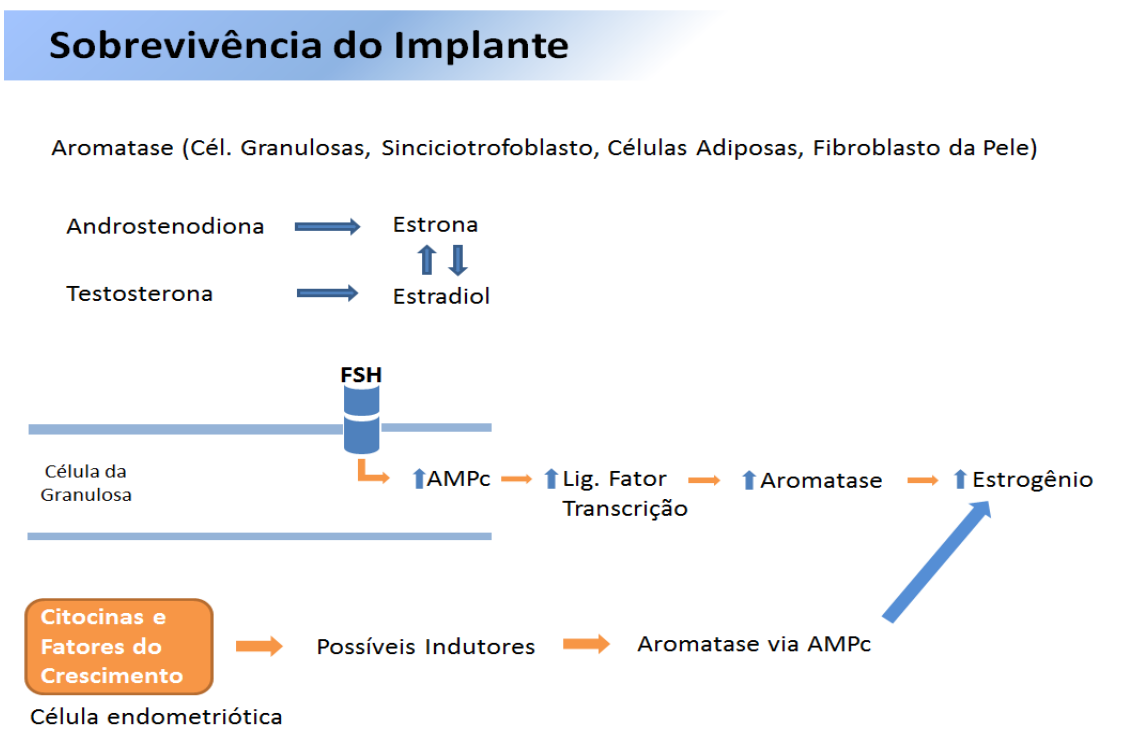 Sobrevivência do Implante
Aromatase (Cél. Granulosas, Sinciciotrofoblasto, Células Adiposas, Fibroblasto da Pele)
Androstenodiona
Estrona
Testosterona
Estradiol
FSH
Célula da
Granulosa
AMPc
Lig. Fator
Transcrição
Aromatase
Estrogênio
Citocinas e
Fatores do
Crescimento
Possíveis Indutores
Aromatase via AMPc
Célula endometriótica